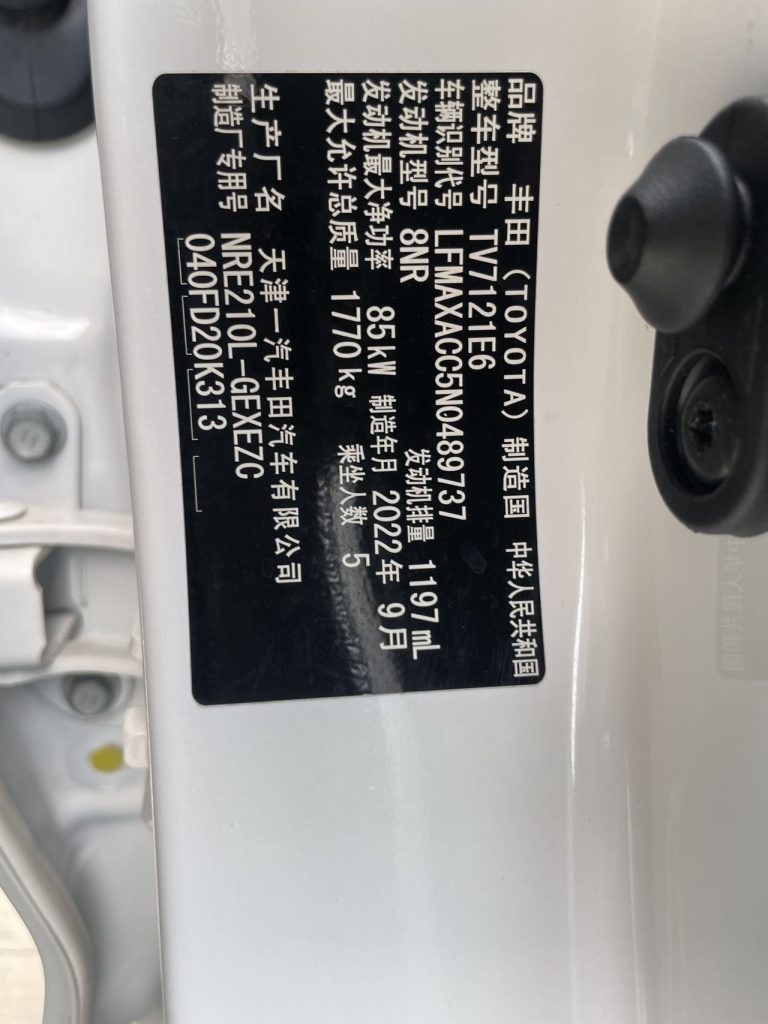 品牌 丰田（TOYOTA）制造国 中华人民共和国
整车型号 TV7121E6
车辆识别代号 LFMAXACC5N0489737
发动机型号 8NR 发动机排量 1197mL
发动机最大净功率 85kW 制造年月 2022年 9月
最大允许总质量 1770kg 乘坐人数 5
生产厂名 天津一汽丰田汽车有限公司
制造厂专用号 NRE210L-GEXEZC
040FD20K313